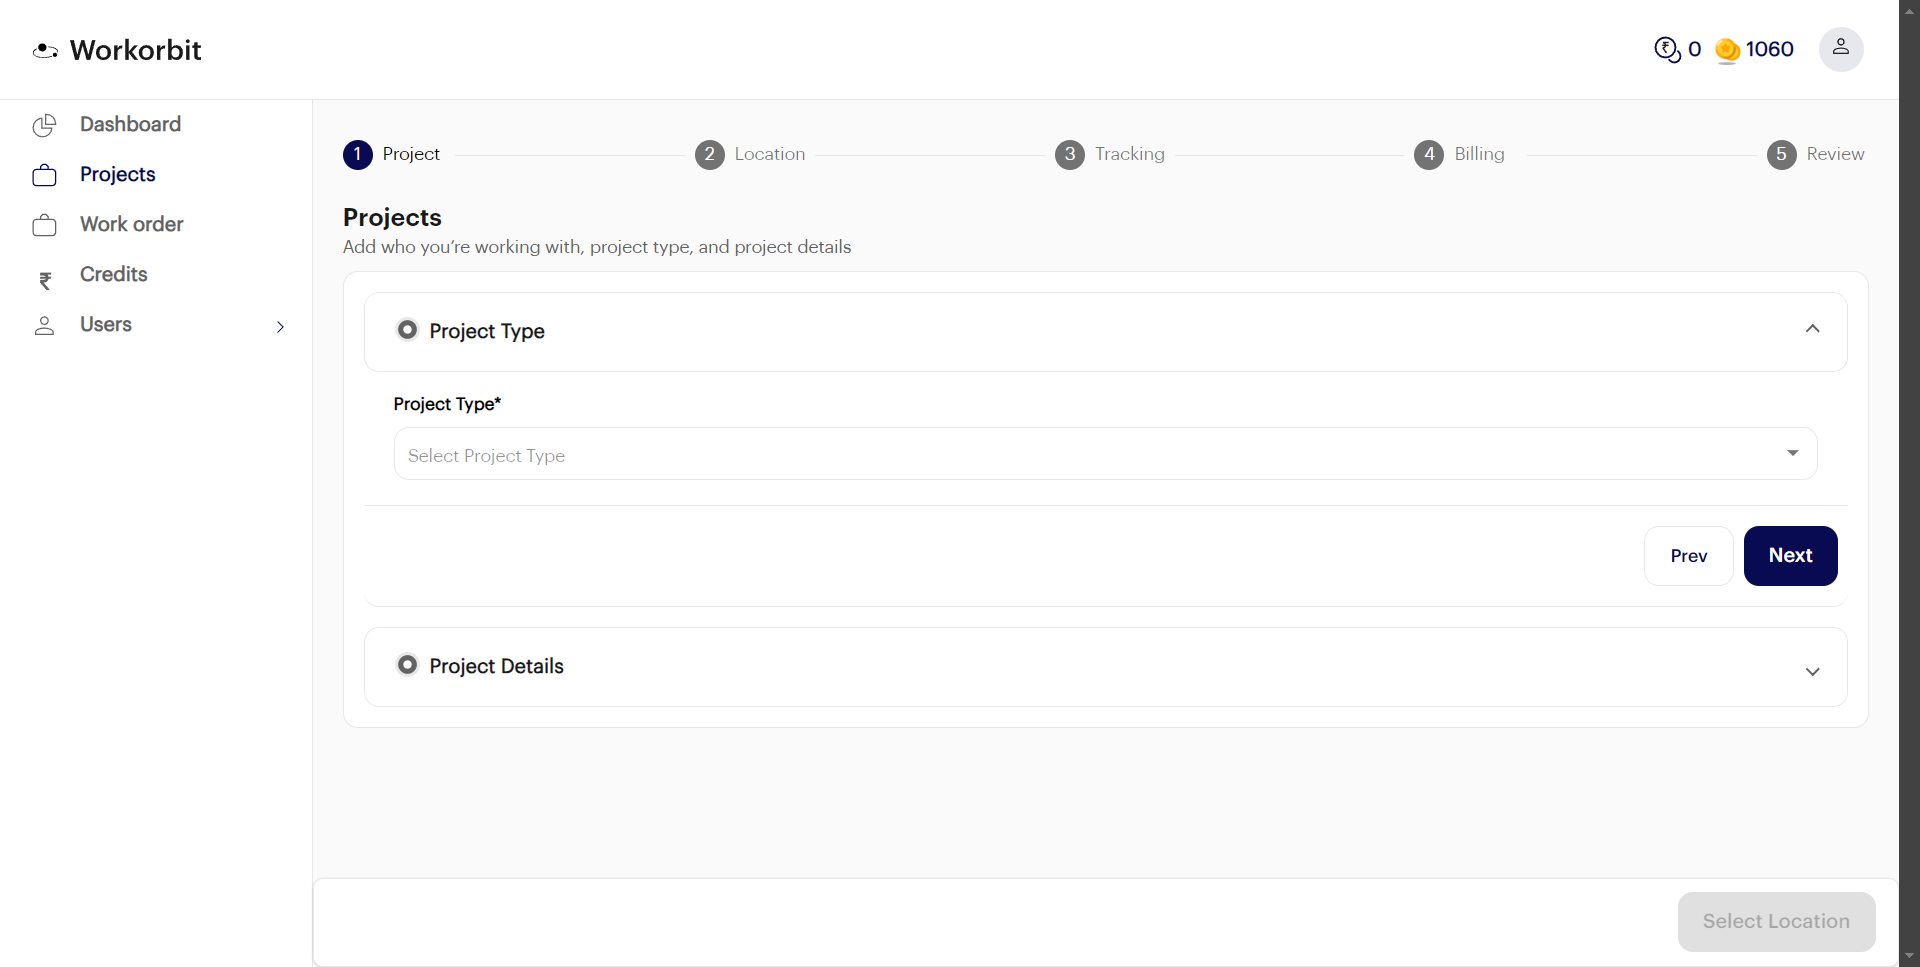 Workorbit
0 1060
Dashboard
Projects
Work order
₹ Credits
Users
1 Project 2 Location 3 Tracking 4 Billing 5 Review
Projects
Add who you’re working with, project type, and project details
Project Type
Project Type*
Select Project Type
Prev Next
Project Details
Select Location